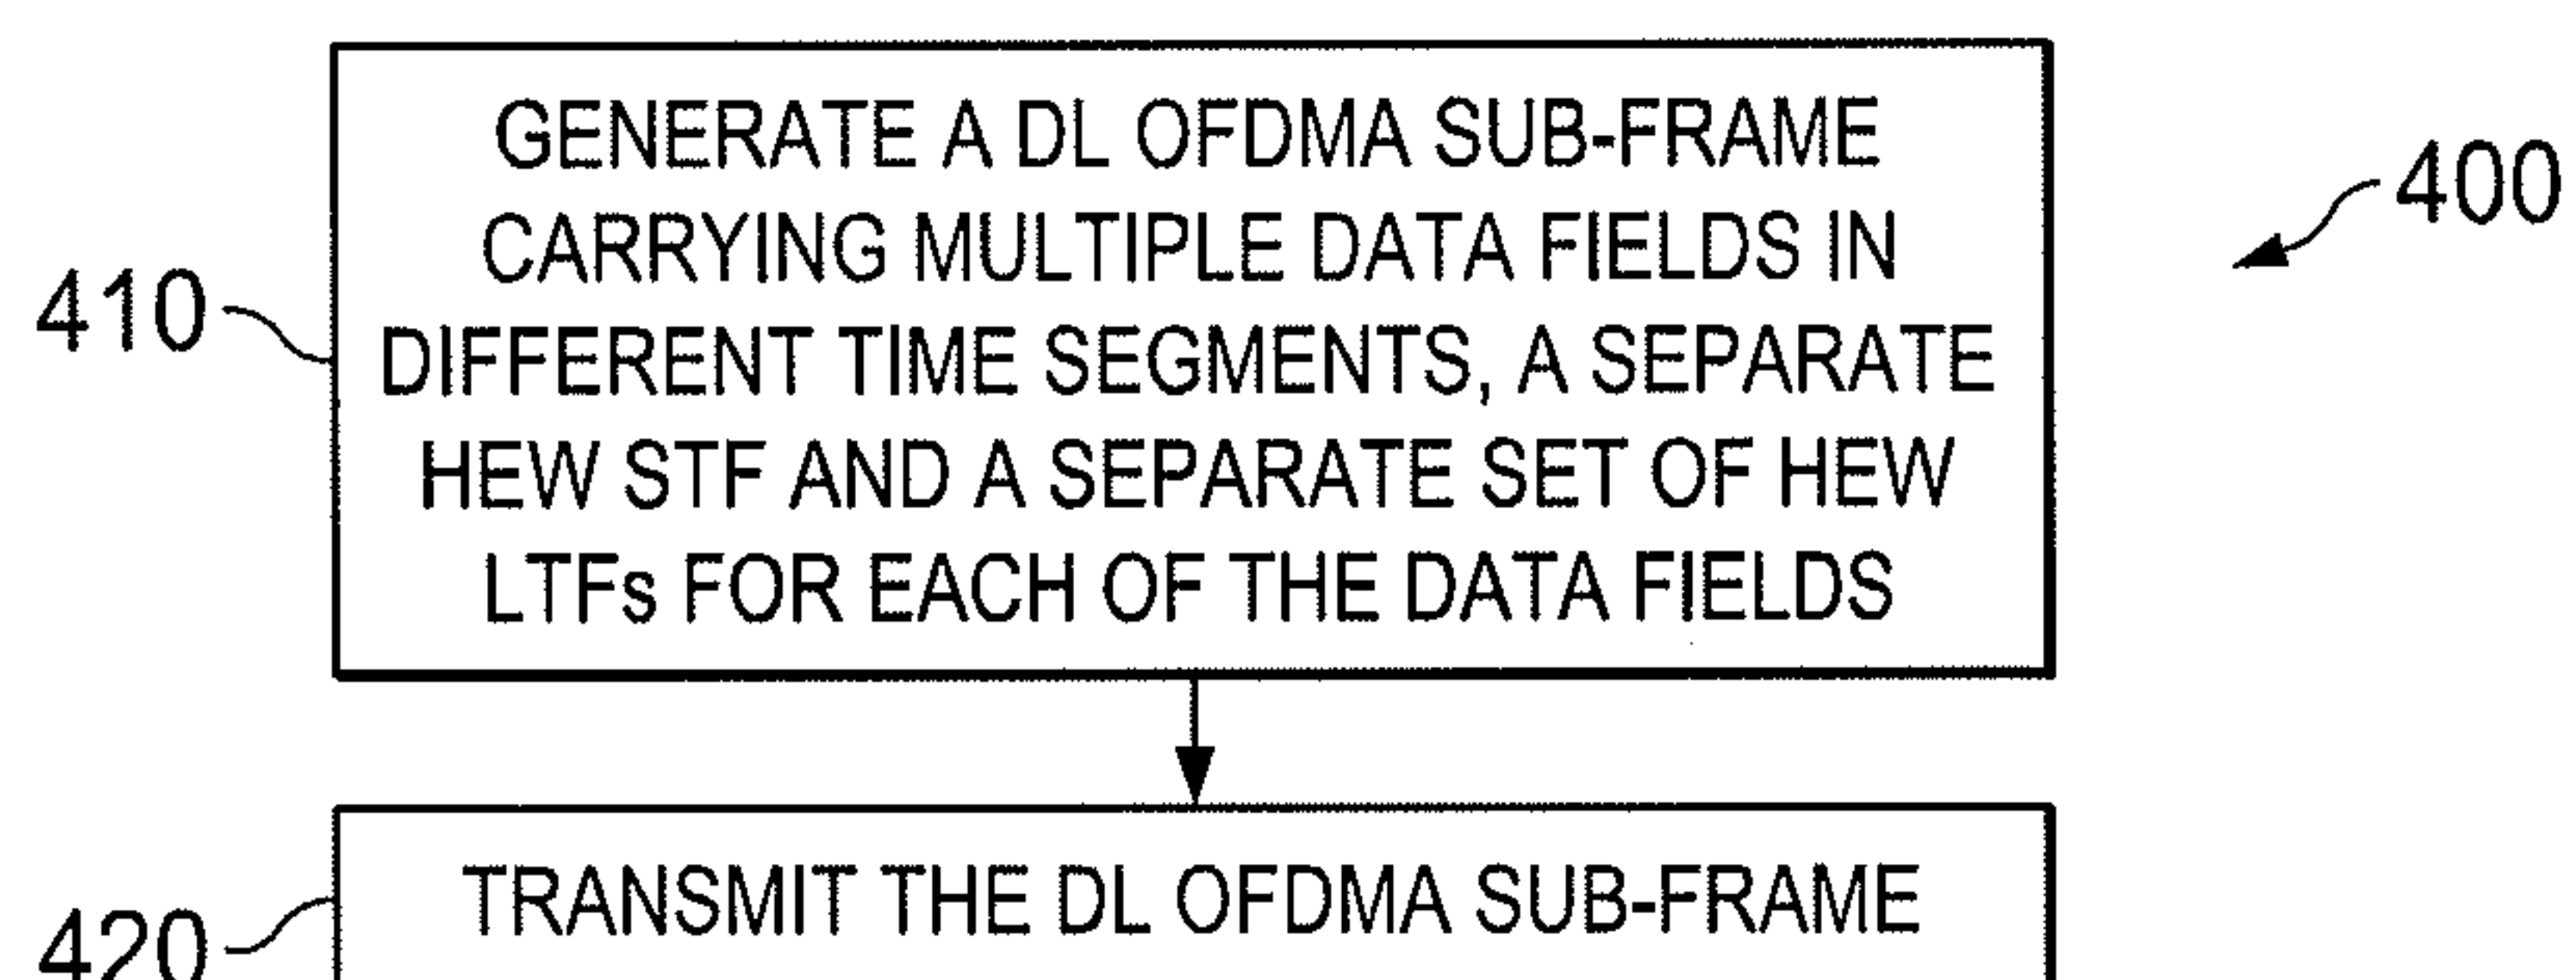 GENERATE A DL OFDMA SUB-FRAME
CARRYING MULTIPLE DATA FIELDS IN
DIFFERENT TIME SEGMENTS, A SEPARATE
HEW STF AND A SEPARATE SET OF HEW
LTFs FOR EACH OF THE DATA FIELDS
400
410
TRANSMIT THE DL OFDMA SUB-FRAME
420